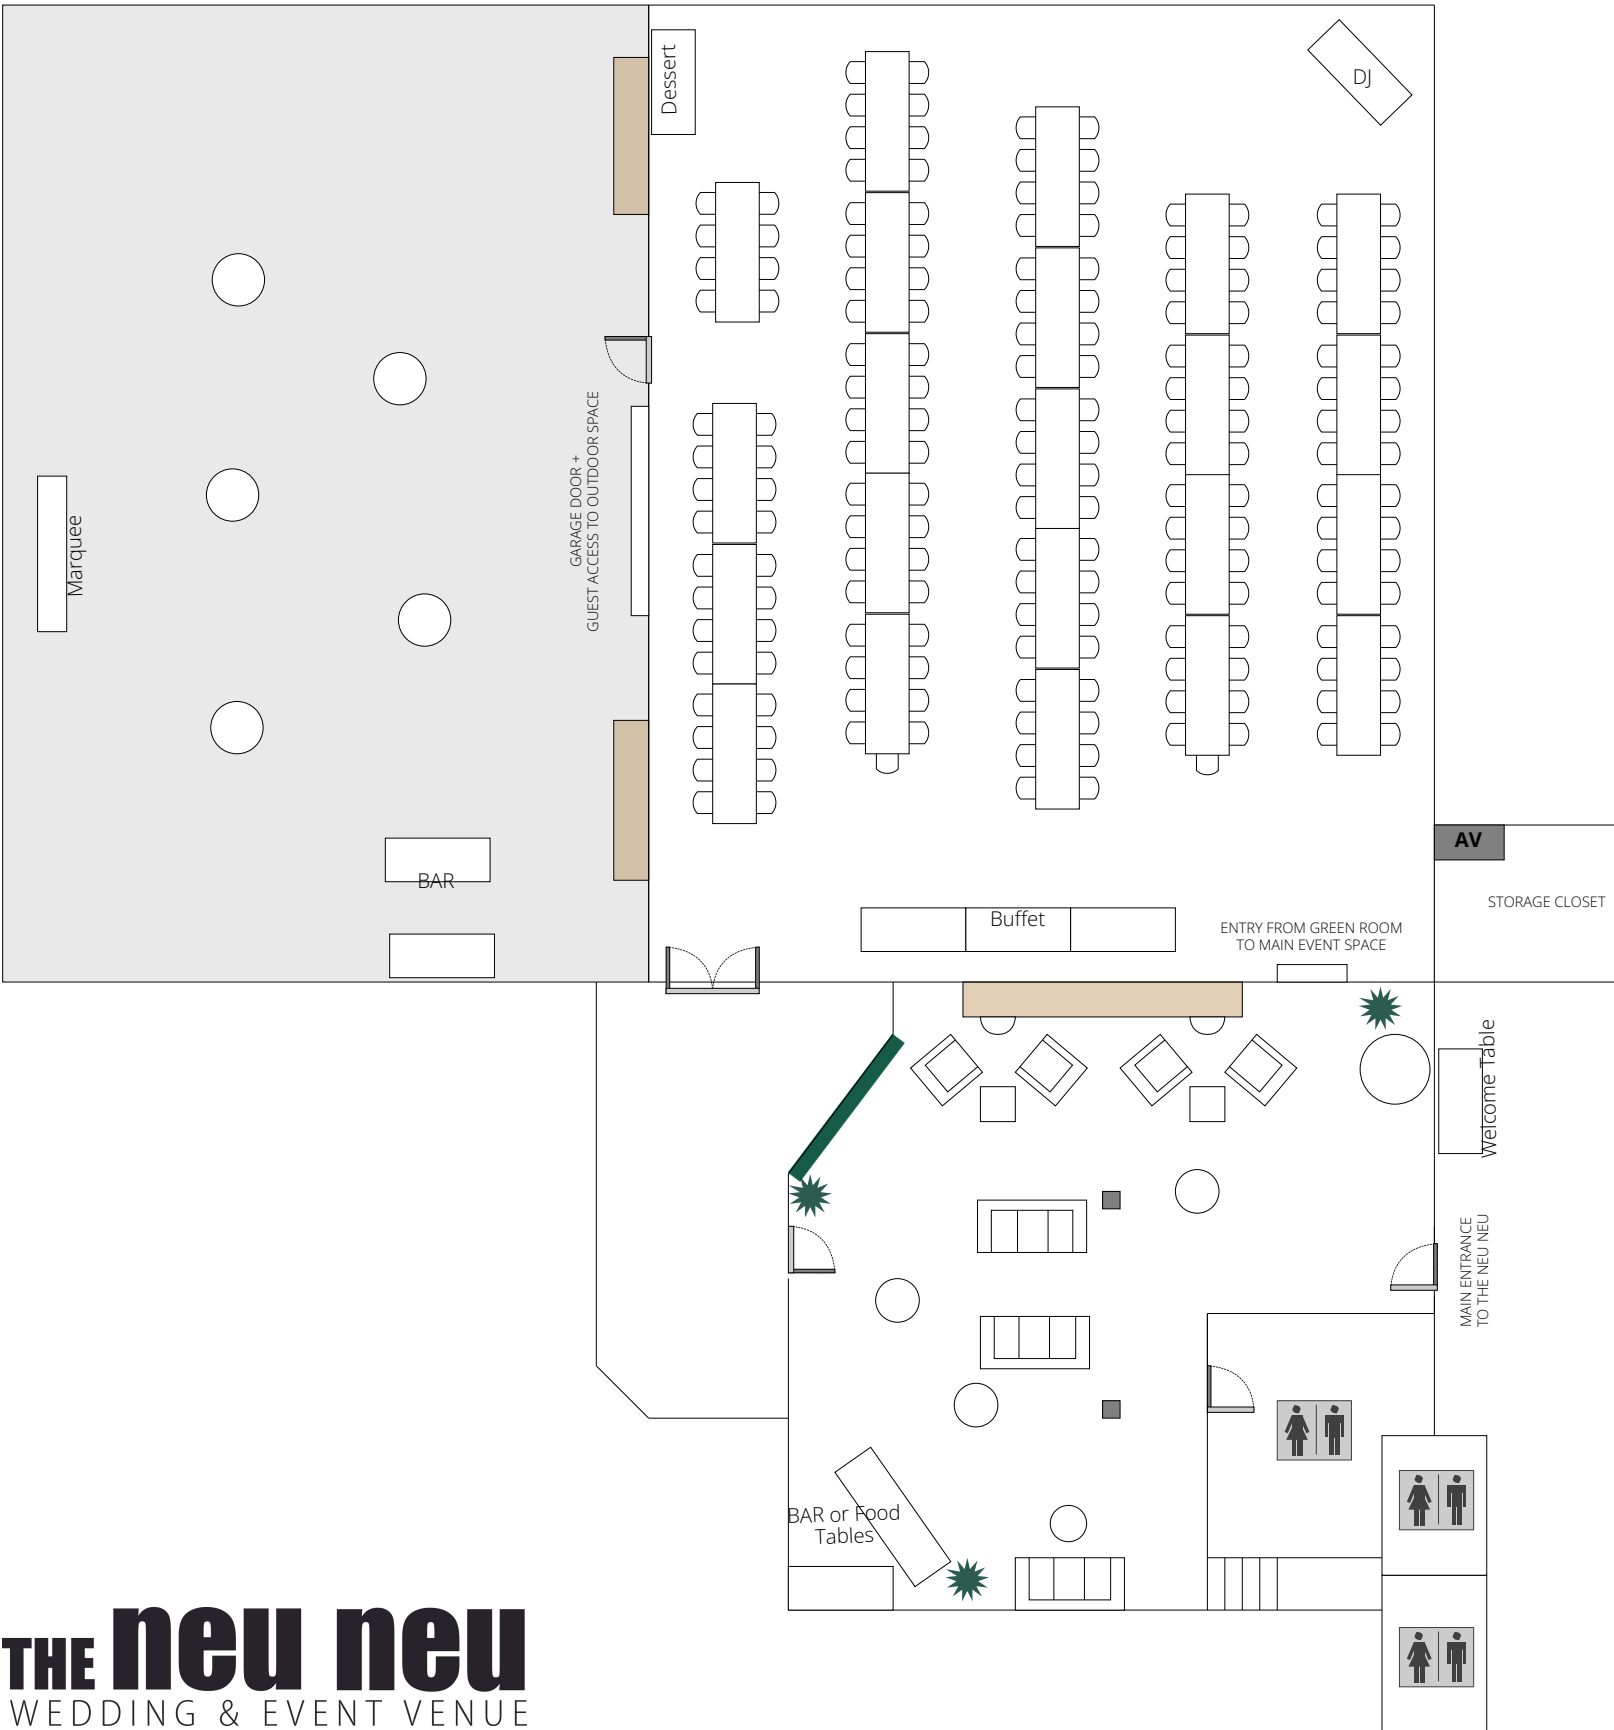 Dessert
DJ
GARAGE DOOR +
GUEST ACCESS TO OUTDOOR SPACE
Marquee
BAR
AV
STORAGE CLOSET
Buffet
ENTRY FROM GREEN ROOM
TO MAIN EVENT SPACE
Welcome Table
MAIN ENTRANCE
TO THE NEU NEU
BAR or Food
Tables
THE neu neu
WEDDING & EVENT VENUE